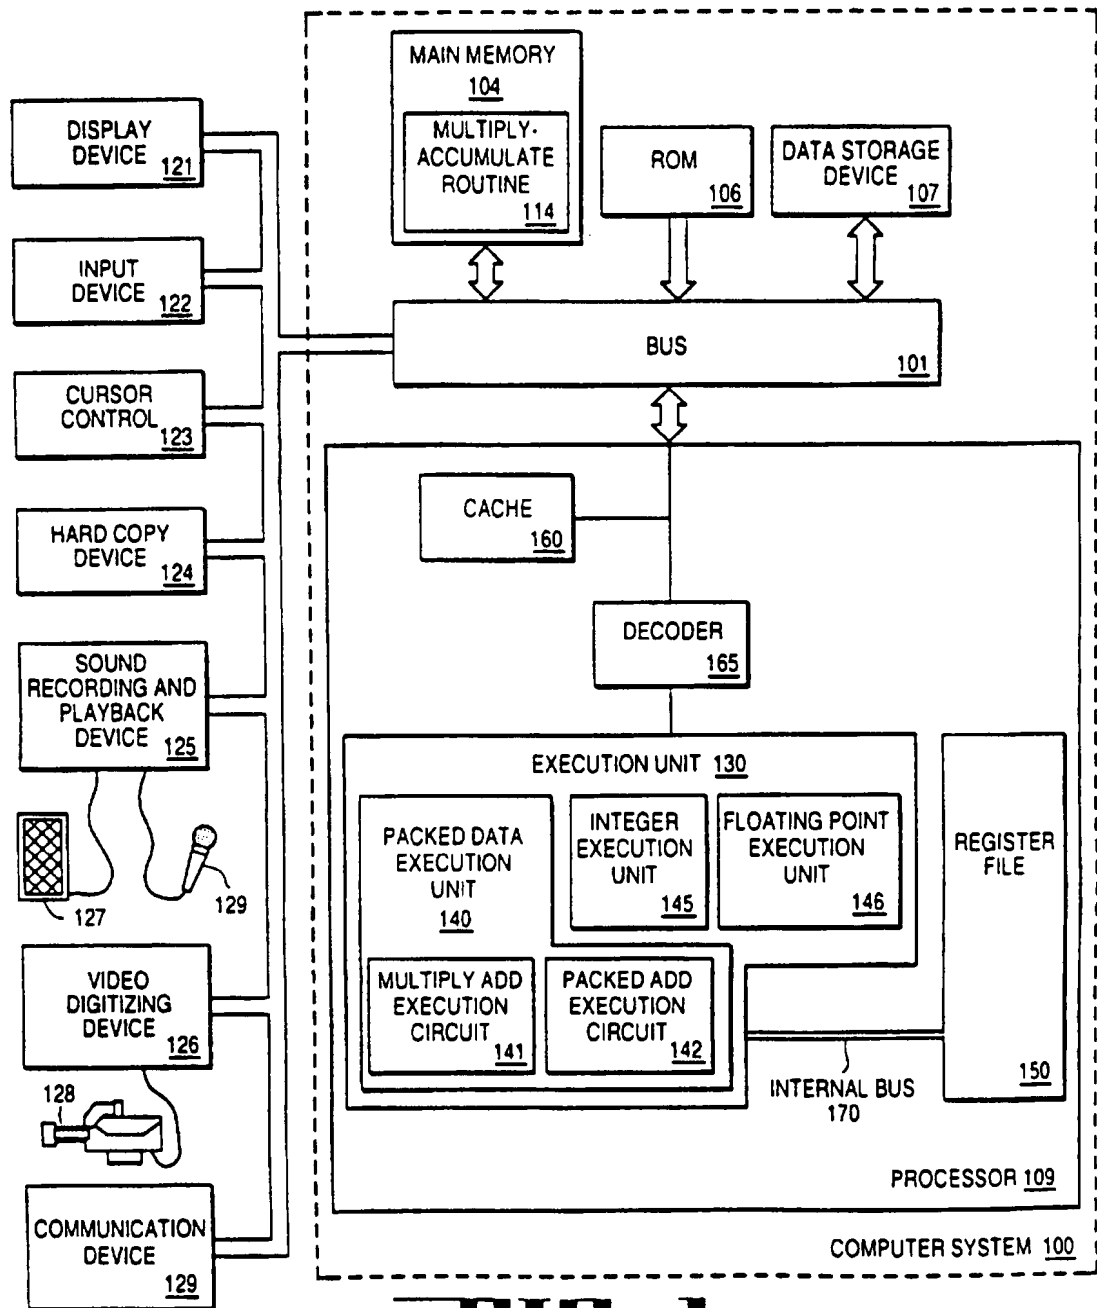 MAIN MEMORY
104
MULTIPLY-
ACCUMULATE
ROUTINE
114
ROM
106
DATA STORAGE
DEVICE
107
DISPLAY
DEVICE
121
INPUT
DEVICE
122
CURSOR
CONTROL
123
HARD COPY
DEVICE
124
SOUND
RECORDING AND
PLAYBACK
DEVICE
125
127
129
VIDEO
DIGITIZING
DEVICE
126
128
COMMUNICATION
DEVICE
129
BUS
101
CACHE
160
DECODER
165
EXECUTION UNIT 130
PACKED DATA
EXECUTION
UNIT
140
INTEGER
EXECUTION
UNIT
145
FLOATING POINT
EXECUTION
UNIT
146
MULTIPLY ADD
EXECUTION
CIRCUIT
141
PACKED ADD
EXECUTION
CIRCUIT
142
REGISTER
FILE
150
INTERNAL BUS
170
PROCESSOR 109
COMPUTER SYSTEM 100